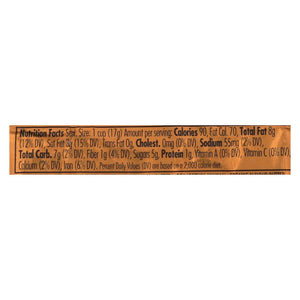 Nutrition Facts Serv. Size: 1 cup (17g) Amount per serving: Calories 90, Fat Cal. 70, Total Fat 8g
(12% DV), Sat Fat 3g (15% DV), Trans Fat 0g, Cholest. 0mg (0% DV), Sodium 55mg (2% DV),
Total Carb. 7g (2% DV), Fiber 1g (4% DV), Sugars 6g, Protein 1g, Vitamin A (0% DV), Vitamin C (0% DV),
Calcium (2% DV), Iron (6% DV). Percent Daily Values (DV) are based on a 2,000 calorie diet.